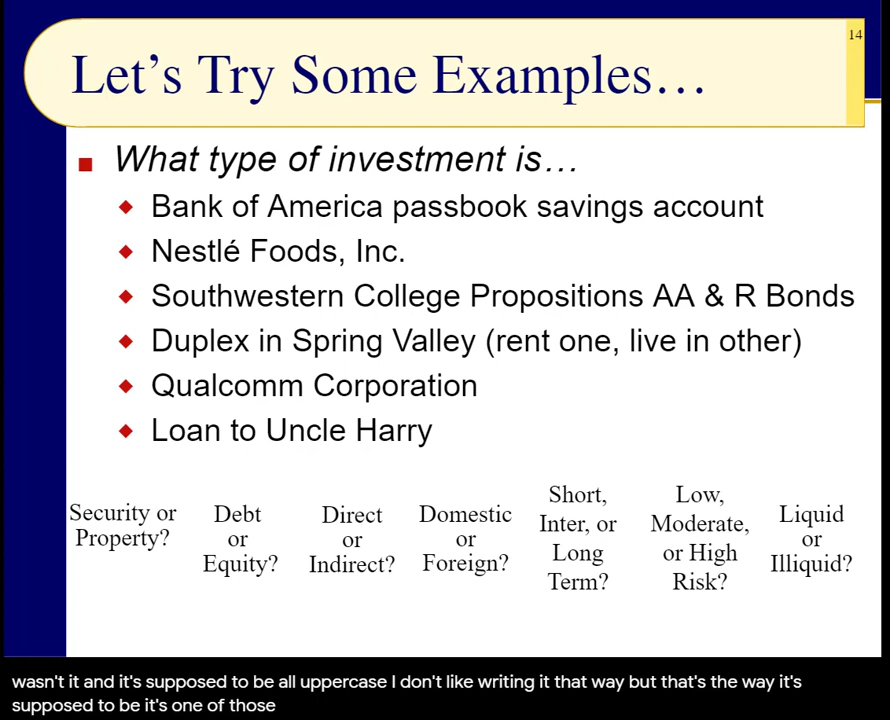 14
Let's Try Some Examples…
What type of investment is…
Bank of America passbook savings account
Nestlé Foods, Inc.
Southwestern College Propositions AA & R Bonds
Duplex in Spring Valley (rent one, live in other)
Qualcomm Corporation
Loan to Uncle Harry
Security or
Property?
Debt
or
Equity?
Direct
or
Indirect?
Domestic
or
Foreign?
Short,
Inter, or
Long
Term?
Low,
Moderate,
or High
Risk?
Liquid
or
Illiquid?
wasn't it and it's supposed to be all uppercase I don't like writing it that way but that's the way it's
supposed to be it's one of those